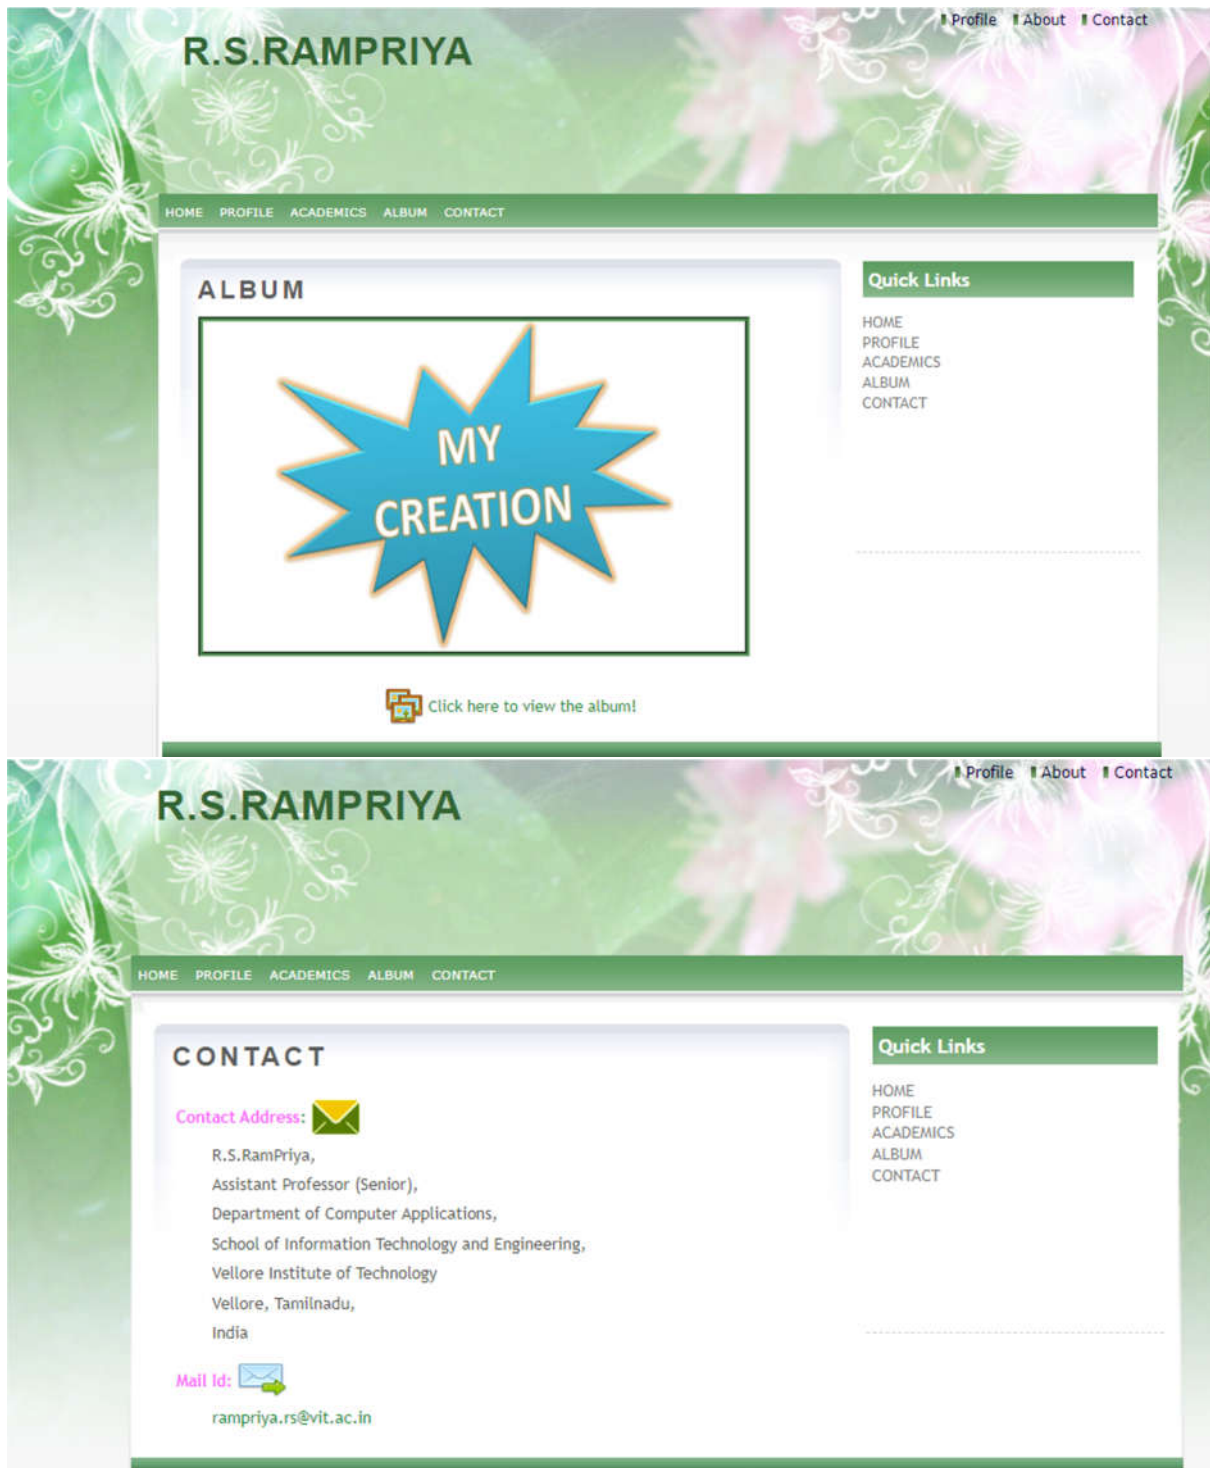 Profile About Contact
R.S.RAMPRIYA
HOME PROFILE ACADEMICS ALBUM CONTACT
ALBUM
MY
CREATION
Click here to view the album!
Quick Links
HOME
PROFILE
ACADEMICS
ALBUM
CONTACT
Profile About Contact
R.S.RAMPRIYA
HOME PROFILE ACADEMICS ALBUM CONTACT
CONTACT
Contact Address:
R.S.RamPriya,
Assistant Professor (Senior),
Department of Computer Applications,
School of Information Technology and Engineering,
Vellore Institute of Technology
Vellore, Tamilnadu,
India
Mail Id:
rampriya.rs@vit.ac.in
Quick Links
HOME
PROFILE
ACADEMICS
ALBUM
CONTACT